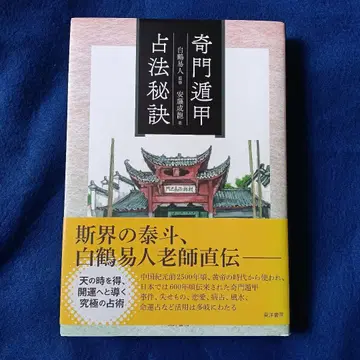 奇門遁甲
占法秘訣
白鶴易人
安藤成龍 著
斯界の泰斗、
白鶴易人老師直伝――
天の時を得、
開運へと導く
究極の占術
中国紀元前2500年頃、黄帝の時代から使われ、
日本では600年頃伝来された奇門遁甲
事件、失せもの、恋愛、病占、風水、
命運占など活用は多岐にわたる
東洋書院